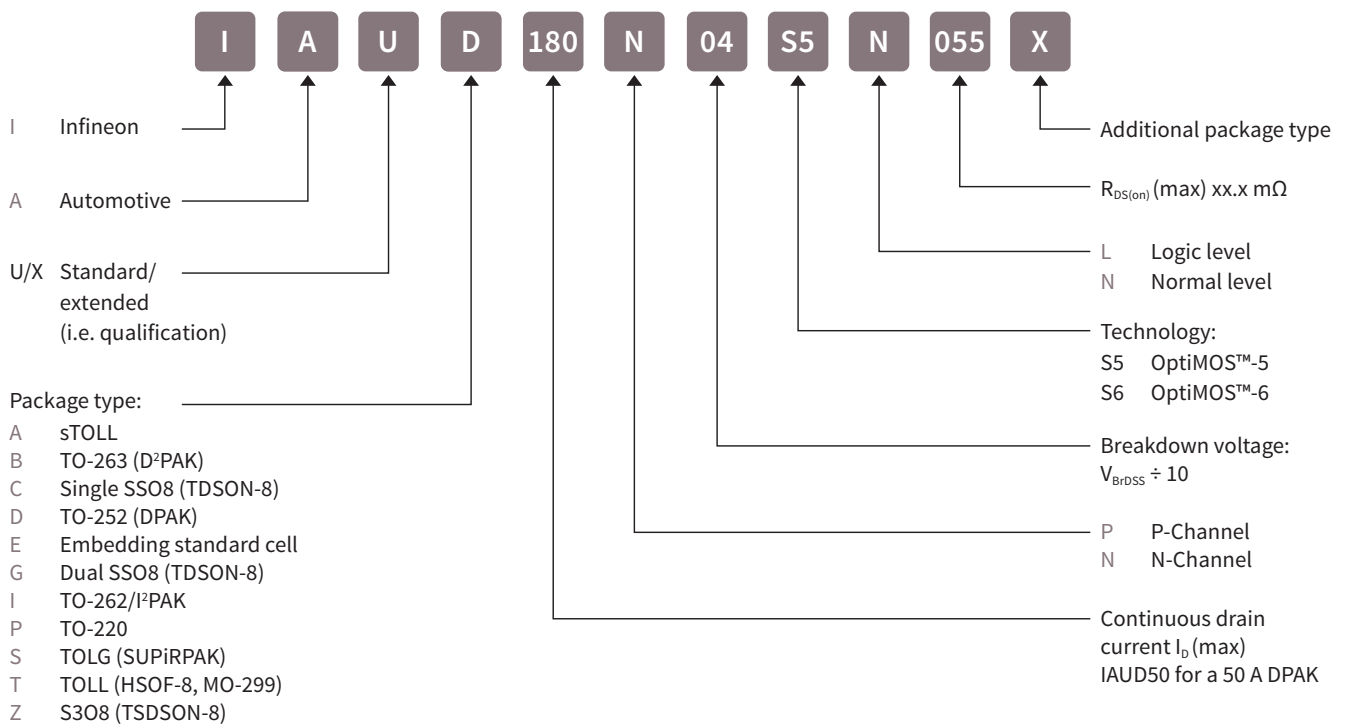 I A U D 180 N 04 S5 N 055 X
I Infineon
A Automotive
U/X Standard/
extended
(i.e. qualification)
Package type:
A sTOLL
B TO-263 (D²PAK)
C Single SSO8 (TDSON-8)
D TO-252 (DPAK)
E Embedding standard cell
G Dual SSO8 (TDSON-8)
I TO-262/I²PAK
P TO-220
S TOLG (SUPiRPAK)
T TOLL (HSOF-8, MO-299)
Z S3O8 (TSDSON-8)
Additional package type
RDS(on) (max) xx.x mΩ
L Logic level
N Normal level
Technology:
S5 OptiMOS™-5
S6 OptiMOS™-6
Breakdown voltage:
VBrDSS ÷ 10
P P-Channel
N N-Channel
Continuous drain
current ID (max)
IAUD50 for a 50 A DPAK